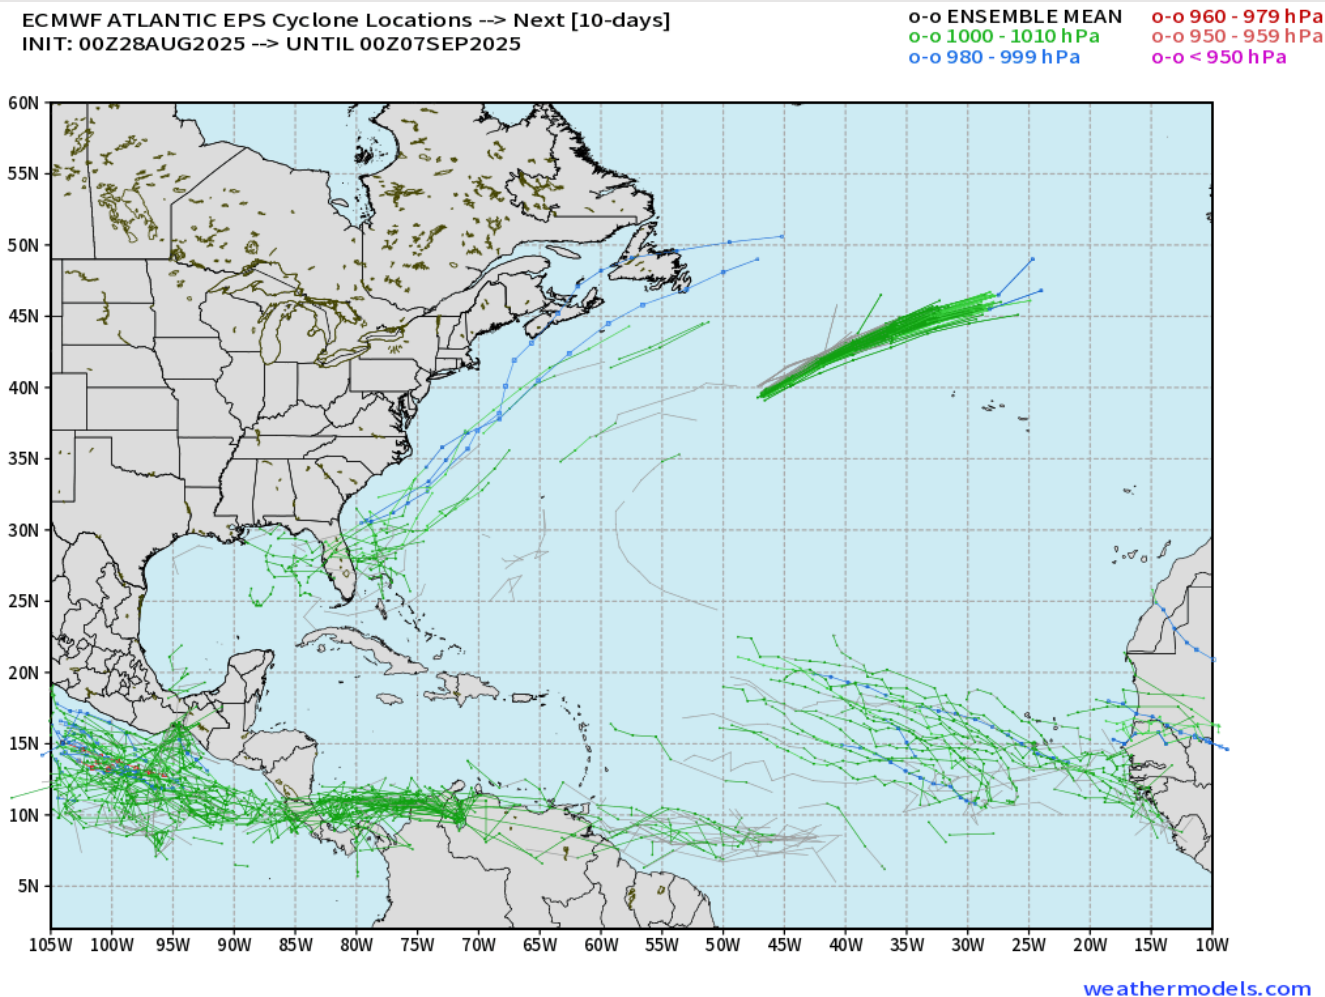 ECMWF ATLANTIC EPS Cyclone Locations --> Next [10-days]
INIT: 00Z28AUG2025 --> UNTIL 00Z07SEP2025
o-o ENSEMBLE MEAN
o-o 1000 - 1010 hPa
o-o 980 - 999 hPa
o-o 960 - 979 hPa
o-o 950 - 959 hPa
o-o < 950 hPa
60N
55N
50N
45N
40N
35N
30N
25N
20N
15N
10N
5N
105W 100W 95W 90W 85W 80W 75W 70W 65W 60W 55W 50W 45W 40W 35W 30W 25W 20W 15W 10W
weathermodels.com